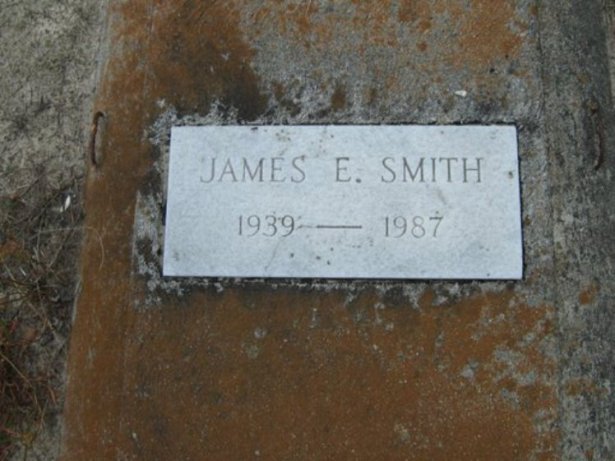 JAMES E. SMITH
1939 — 1987